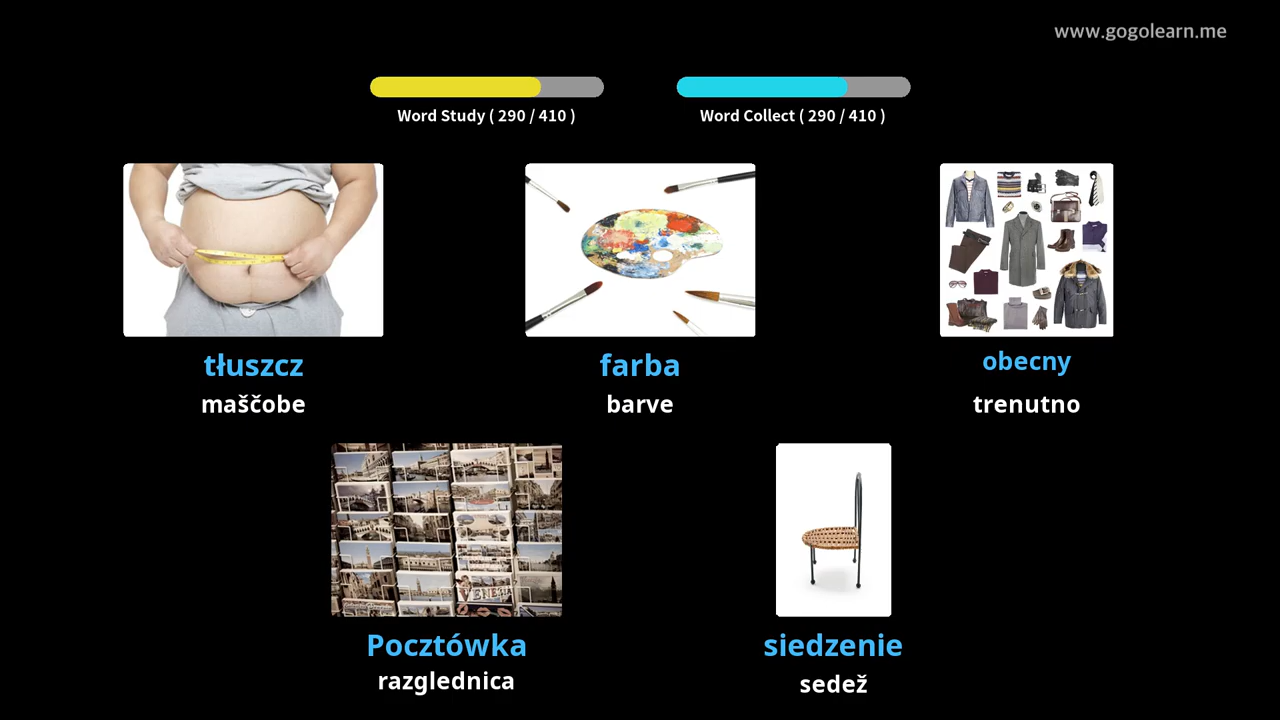 www.gogolearn.me
Word Study ( 290 / 410 )
Word Collect ( 290 / 410 )
tłuszcz
farba
obecny
maščobe
barve
trenutno
VENEZIA
Pocztówka
siedzenie
razglednica
sedež